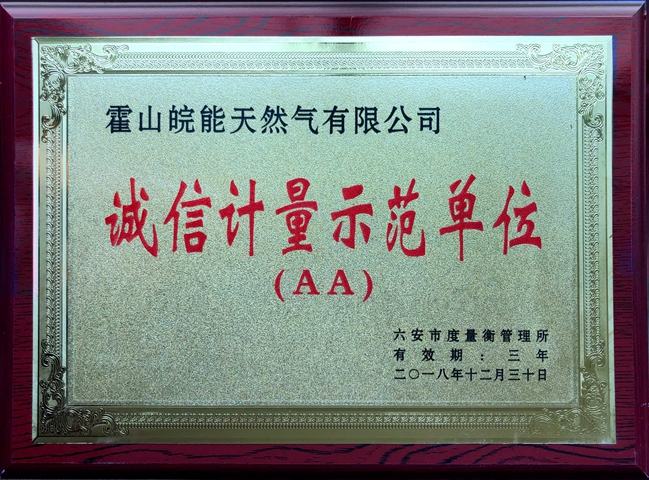 霍山皖能天然气有限公司
诚信计量示范单位
(AA)
六安市度量衡管理所
有效期：三年
二〇一八年十二月三十日